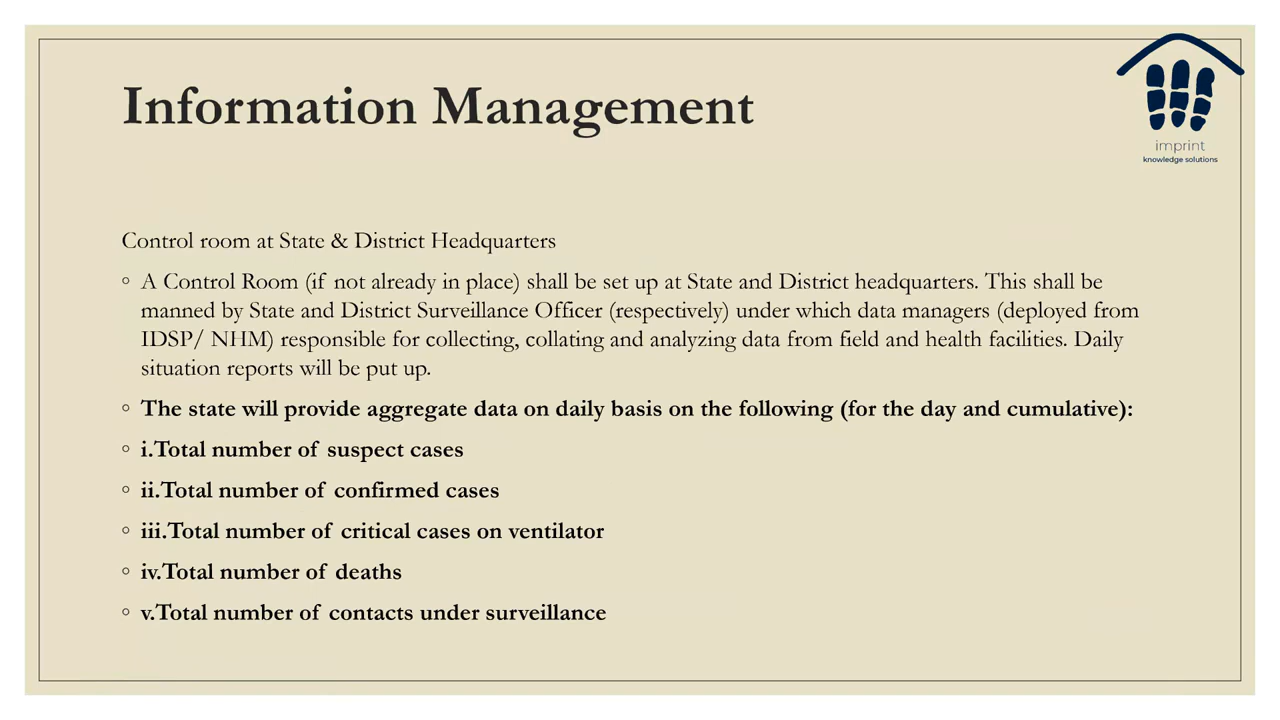 Information Management
imprint
knowledge solutions
Control room at State & District Headquarters
◦ A Control Room (if not already in place) shall be set up at State and District headquarters. This shall be
manned by State and District Surveillance Officer (respectively) under which data managers (deployed from
IDSP/ NHM) responsible for collecting, collating and analyzing data from field and health facilities. Daily
situation reports will be put up.
◦ The state will provide aggregate data on daily basis on the following (for the day and cumulative):
◦ i.Total number of suspect cases
◦ ii.Total number of confirmed cases
◦ iii.Total number of critical cases on ventilator
◦ iv.Total number of deaths
◦ v.Total number of contacts under surveillance